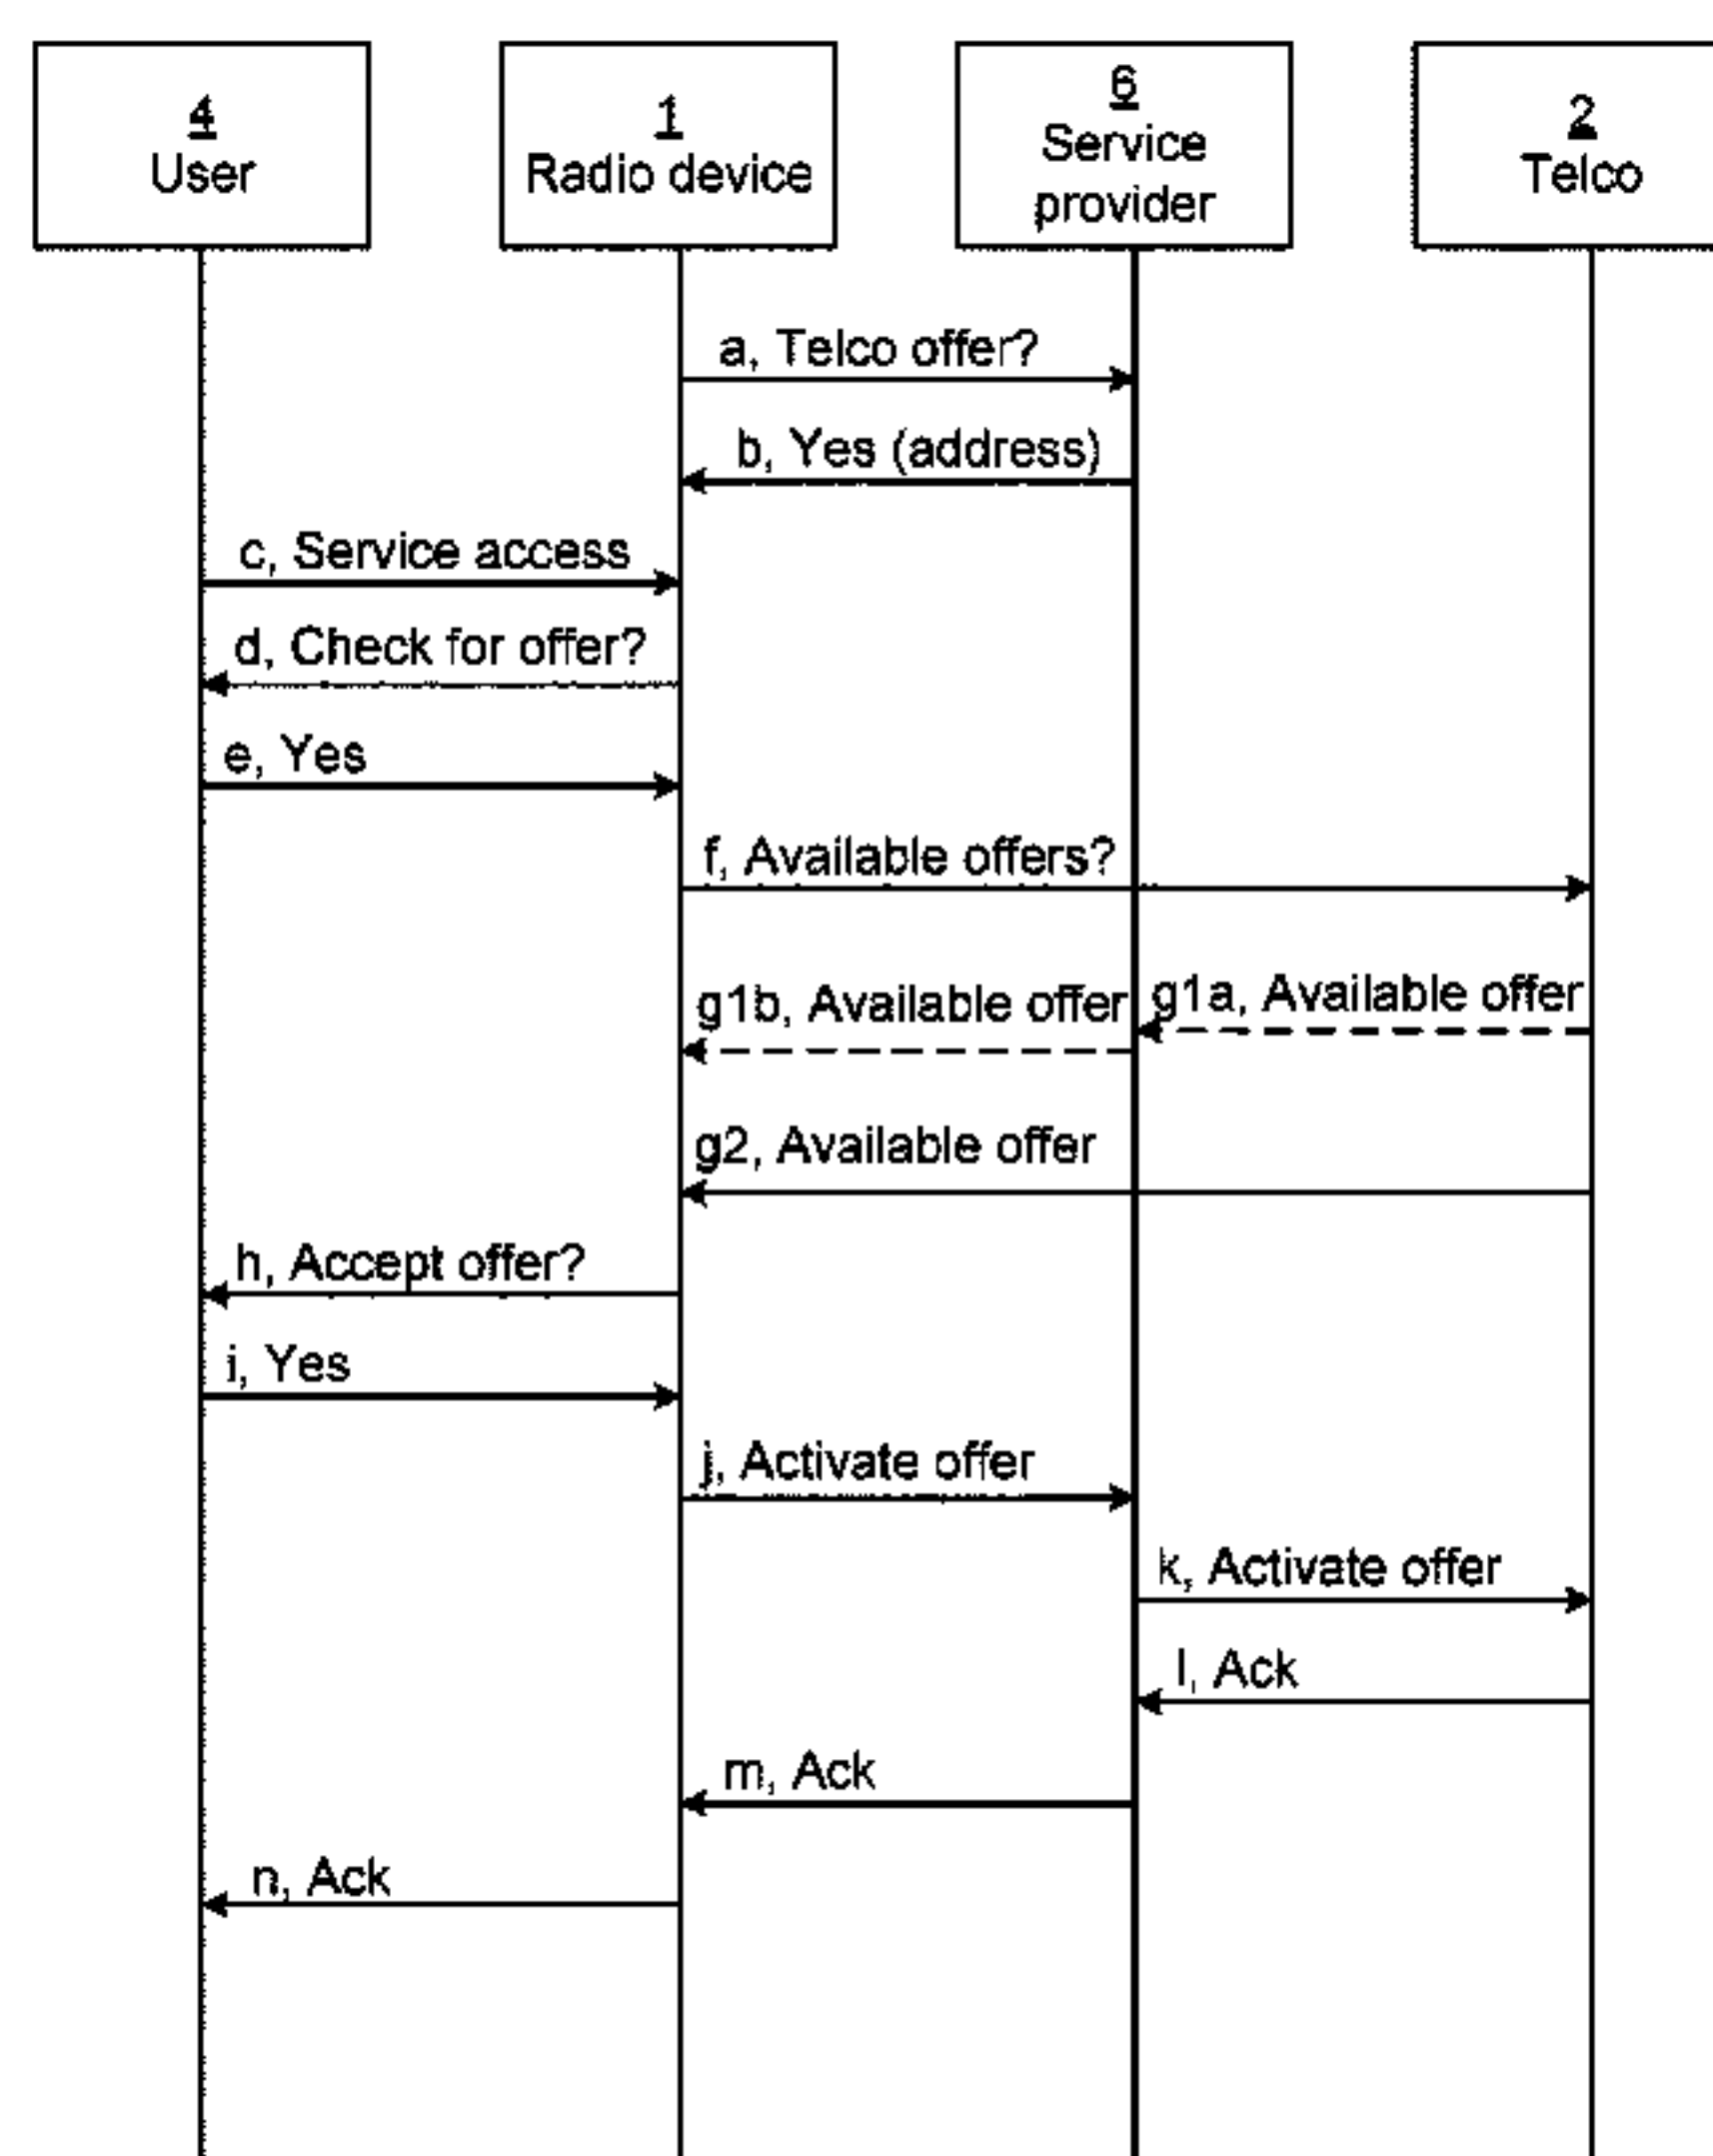 4
User
1
Radio device
6
Service
provider
2
Telco
a, Telco offer?
b, Yes (address)
c, Service access
d, Check for offer?
e, Yes
f, Available offers?
g1b, Available offer
g1a, Available offer
g2, Available offer
h, Accept offer?
i, Yes
j, Activate offer
k, Activate offer
l, Ack
m, Ack
n, Ack